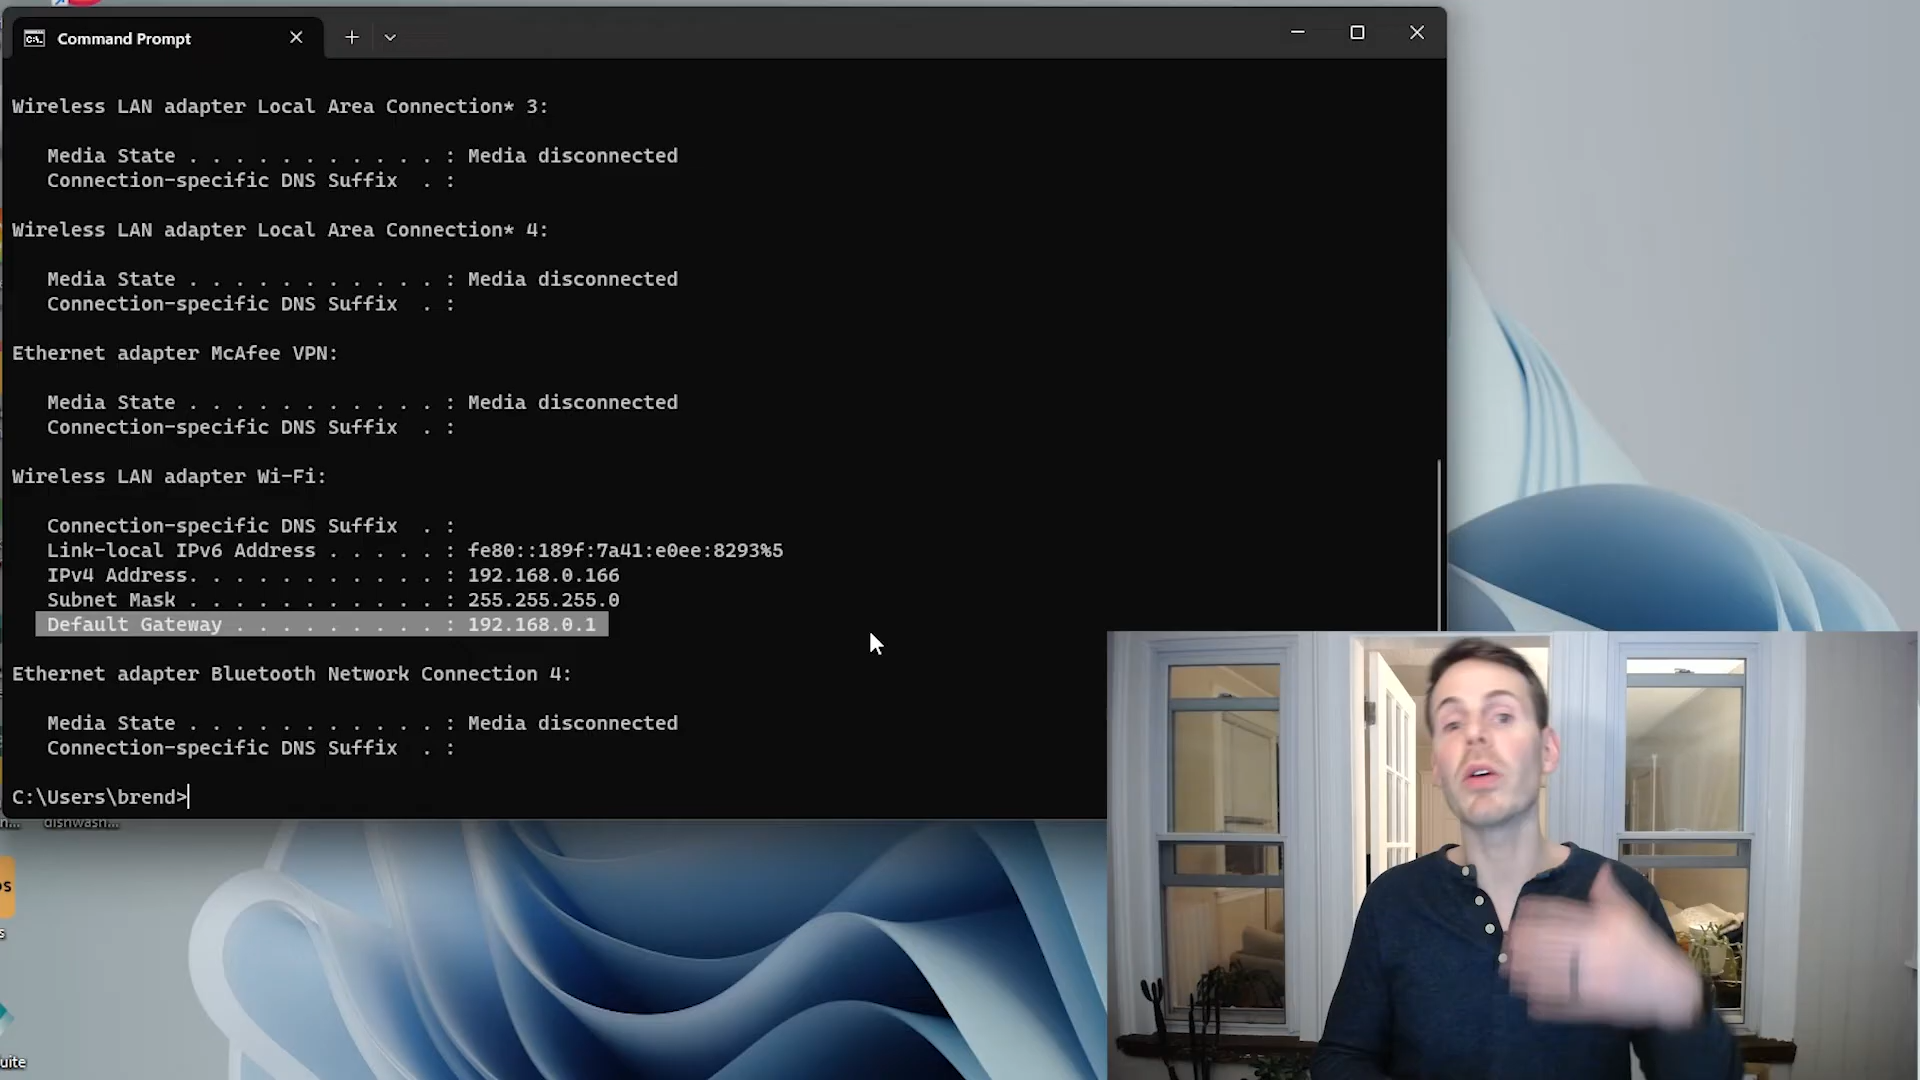 Command Prompt
Wireless LAN adapter Local Area Connection* 3:
Media State . . . . . . . . . . . : Media disconnected
Connection-specific DNS Suffix  . :
Wireless LAN adapter Local Area Connection* 4:
Media State . . . . . . . . . . . : Media disconnected
Connection-specific DNS Suffix  . :
Ethernet adapter McAfee VPN:
Media State . . . . . . . . . . . : Media disconnected
Connection-specific DNS Suffix  . :
Wireless LAN adapter Wi-Fi:
Connection-specific DNS Suffix  . :
Link-local IPv6 Address . . . . . : fe80::189f:7a41:e0ee:8293%5
IPv4 Address. . . . . . . . . . . : 192.168.0.166
Subnet Mask . . . . . . . . . . . : 255.255.255.0
Default Gateway . . . . . . . . . : 192.168.0.1
Ethernet adapter Bluetooth Network Connection 4:
Media State . . . . . . . . . . . : Media disconnected
Connection-specific DNS Suffix  . :
C:\Users\brend>
n... dishwash...
os
s
uite